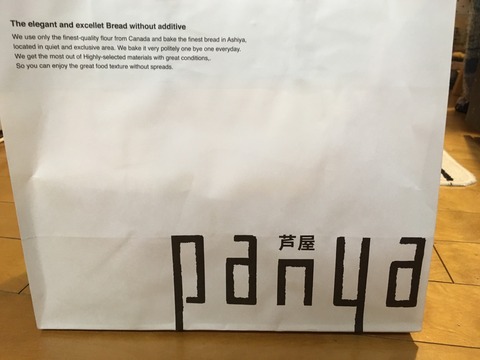 The elegant and excellet Bread without additive
We use only the finest-quality flour from Canada and bake the finest bread in Ashiya,
located in quiet and exclusive area. We bake it very politely one bye one everyday.
We get the most out of Highly-selected materials with great conditions,
So you can enjoy the great food texture without spreads.
芦屋
panya